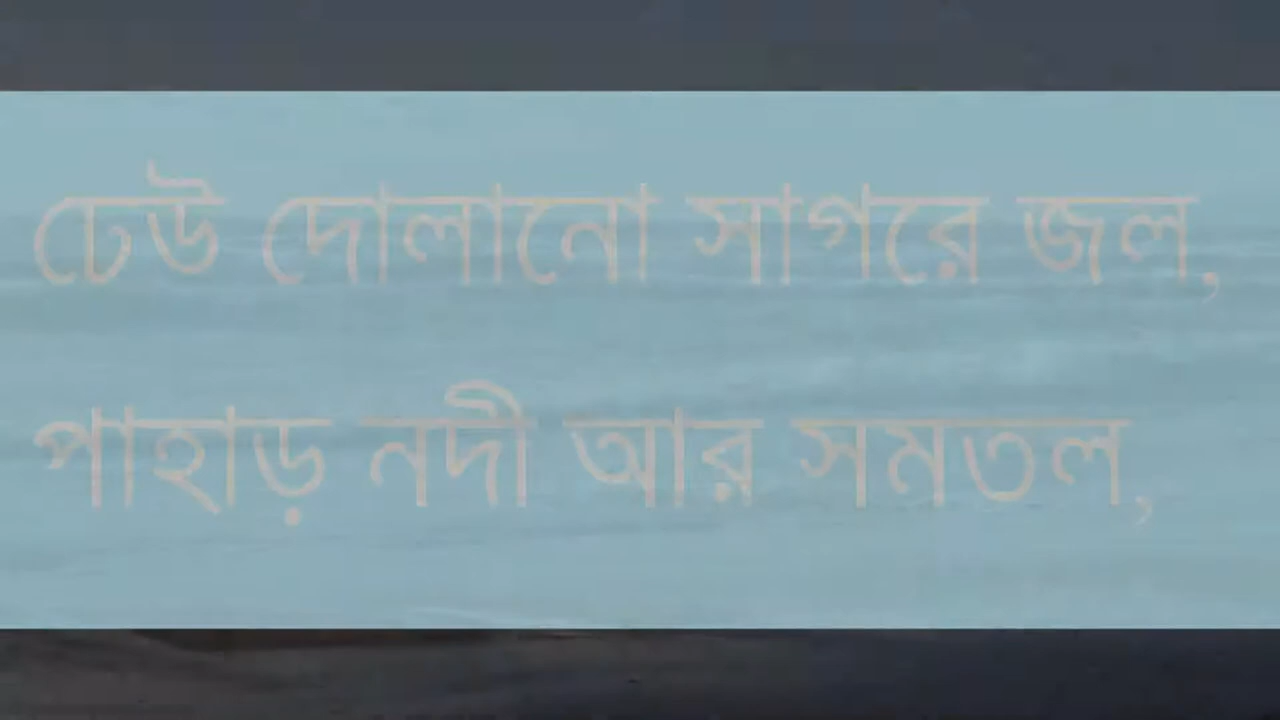 ঢেউ দোলানো সাগরে জল,
পাহাড় নদী আর সমতল,